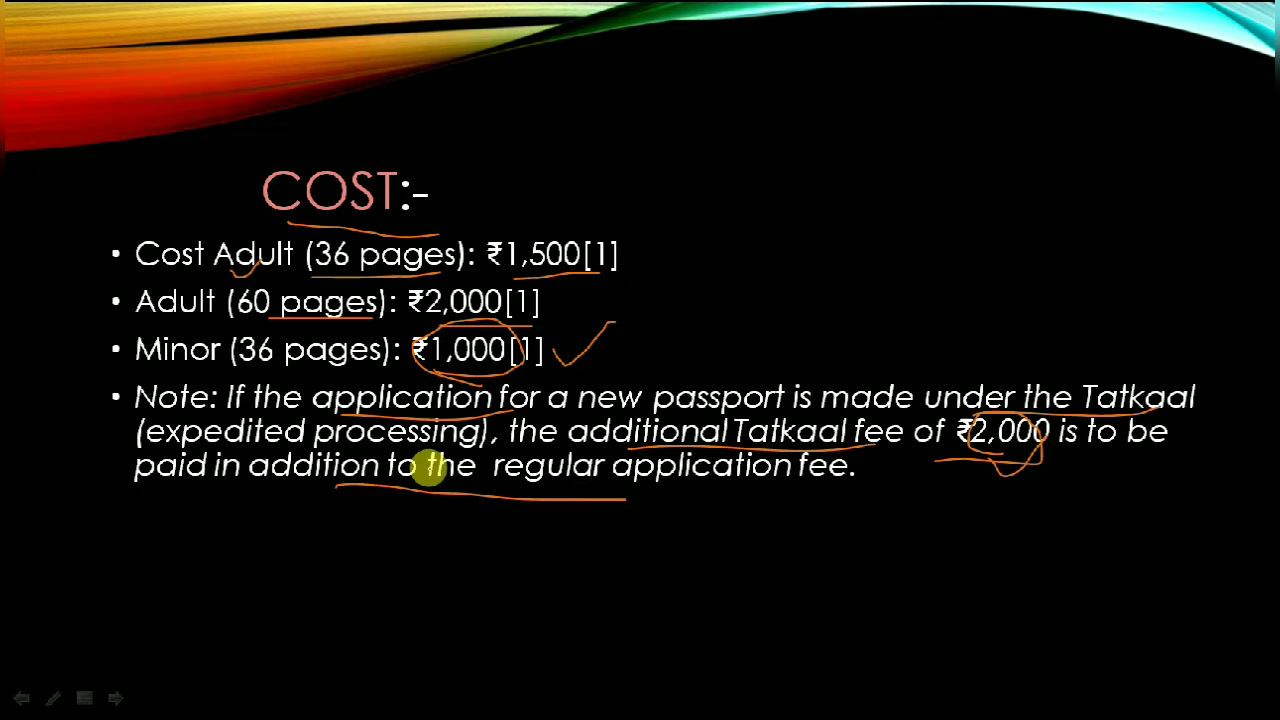 COST:-
• Cost Adult (36 pages): ₹1,500[1]
• Adult (60 pages): ₹2,000[1]
• Minor (36 pages): ₹1,000[1]
• Note: If the application for a new passport is made under the Tatkaal
(expedited processing), the additional Tatkaal fee of ₹2,000 is to be
paid in addition to the regular application fee.